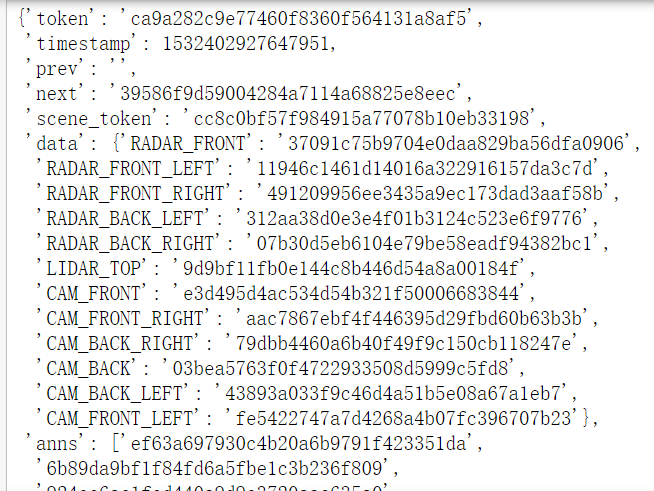 {'token': 'ca9a282c9e77460f8360f564131a8af5',
'timestamp': 1532402927647951,
'prev': '',
'next': '39586f9d59004284a7114a68825e8eec',
'scene_token': 'cc8c0bf57f984915a77078b10eb33198',
'data': {'RADAR_FRONT': '37091c75b9704e0daa829ba56dfa0906',
'RADAR_FRONT_LEFT': '11946c1461d14016a322916157da3c7d',
'RADAR_FRONT_RIGHT': '491209956ee3435a9ec173dad3aaf58b',
'RADAR_BACK_LEFT': '312aa38d0e3e4f01b3124c523e6f9776',
'RADAR_BACK_RIGHT': '07b30d5eb6104e79be58eadf94382bc1',
'LIDAR_TOP': '9d9bf11fb0e144c8b446d54a8a00184f',
'CAM_FRONT': 'e3d495d4ac534d54b321f50006683844',
'CAM_FRONT_RIGHT': 'aac7867ebf4f446395d29fbd60b63b3b',
'CAM_BACK_RIGHT': '79dbb4460a6b40f49f9c150cb118247e',
'CAM_BACK': '03bea5763f0f4722933508d5999c5fd8',
'CAM_BACK_LEFT': '43893a033f9c46d4a51b5e08a67a1eb7',
'CAM_FRONT_LEFT': 'fe5422747a7d4268a4b07fc396707b23'},
'anns': ['ef63a697930c4b20a6b9791f423351da',
'6b89da9bf1f84fd6a5fbe1c3b236f809',